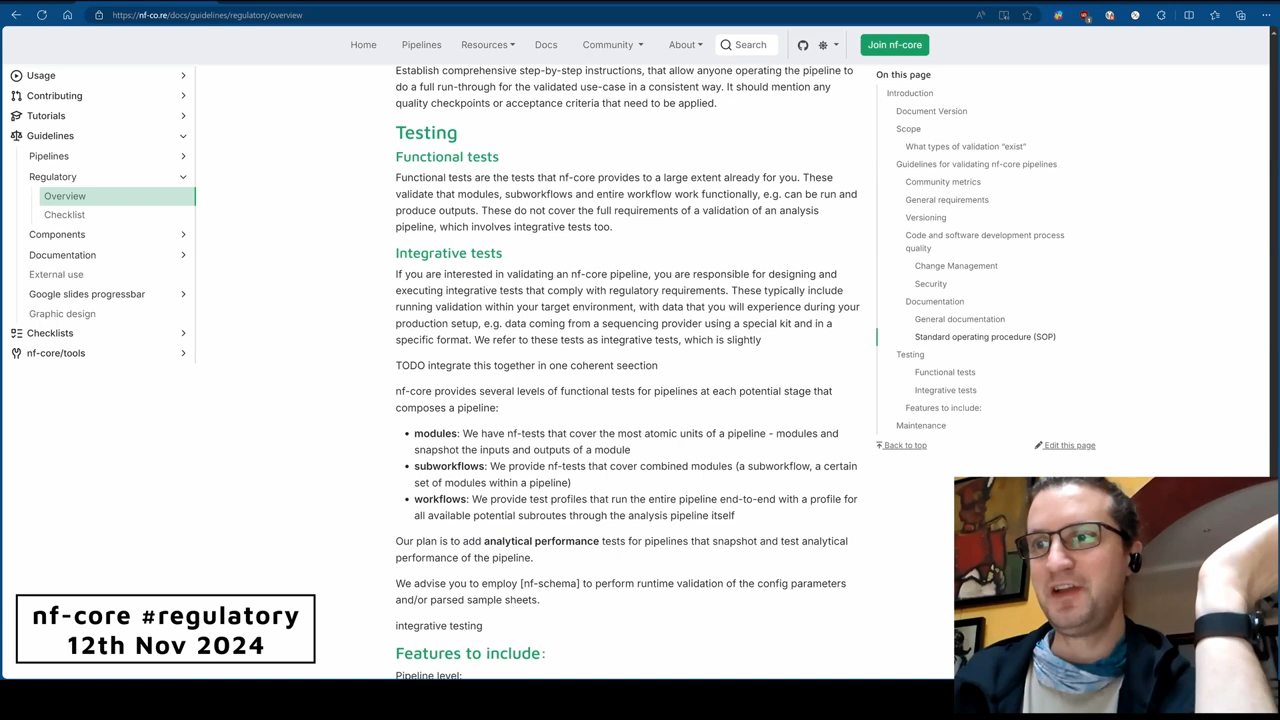 https://nf-co.re/docs/guidelines/regulatory/overview
Home Pipelines Resources Docs Community About Search Join nf-core
Usage
Contributing
Tutorials
Guidelines
Pipelines
Regulatory
Overview
Checklist
Components
Documentation
External use
Google slides progressbar
Graphic design
Checklists
nf-core/tools
Establish comprehensive step-by-step instructions, that allow anyone operating the pipeline to
do a full run-through for the validated use-case in a consistent way. It should mention any
quality checkpoints or acceptance criteria that need to be applied.
Testing
Functional tests
Functional tests are the tests that nf-core provides to a large extent already for you. These
validate that modules, subworkflows and entire workflow work functionally, e.g. can be run and
produce outputs. These do not cover the full requirements of a validation of an analysis
pipeline, which involves integrative tests too.
Integrative tests
If you are interested in validating an nf-core pipeline, you are responsible for designing and
executing integrative tests that comply with regulatory requirements. These typically include
running validation within your target environment, with data that you will experience during your
production setup, e.g. data coming from a sequencing provider using a special kit and in a
specific format. We refer to these tests as integrative tests, which is slightly
TODO integrate this together in one coherent seection
nf-core provides several levels of functional tests for pipelines at each potential stage that
composes a pipeline:
• modules: We have nf-tests that cover the most atomic units of a pipeline - modules and
snapshot the inputs and outputs of a module
• subworkflows: We provide nf-tests that cover combined modules (a subworkflow, a certain
set of modules within a pipeline)
• workflows: We provide test profiles that run the entire pipeline end-to-end with a profile for
all available potential subroutes through the analysis pipeline itself
Our plan is to add analytical performance tests for pipelines that snapshot and test analytical
performance of the pipeline.
We advise you to employ [nf-schema] to perform runtime validation of the config parameters
and/or parsed sample sheets.
integrative testing
Features to include:
Pipeline level:
On this page
Introduction
Document Version
Scope
What types of validation “exist”
Guidelines for validating nf-core pipelines
Community metrics
General requirements
Versioning
Code and software development process
quality
Change Management
Security
Documentation
General documentation
Standard operating procedure (SOP)
Testing
Functional tests
Integrative tests
Features to include:
Maintenance
Back to top Edit this page
nf-core #regulatory
12th Nov 2024